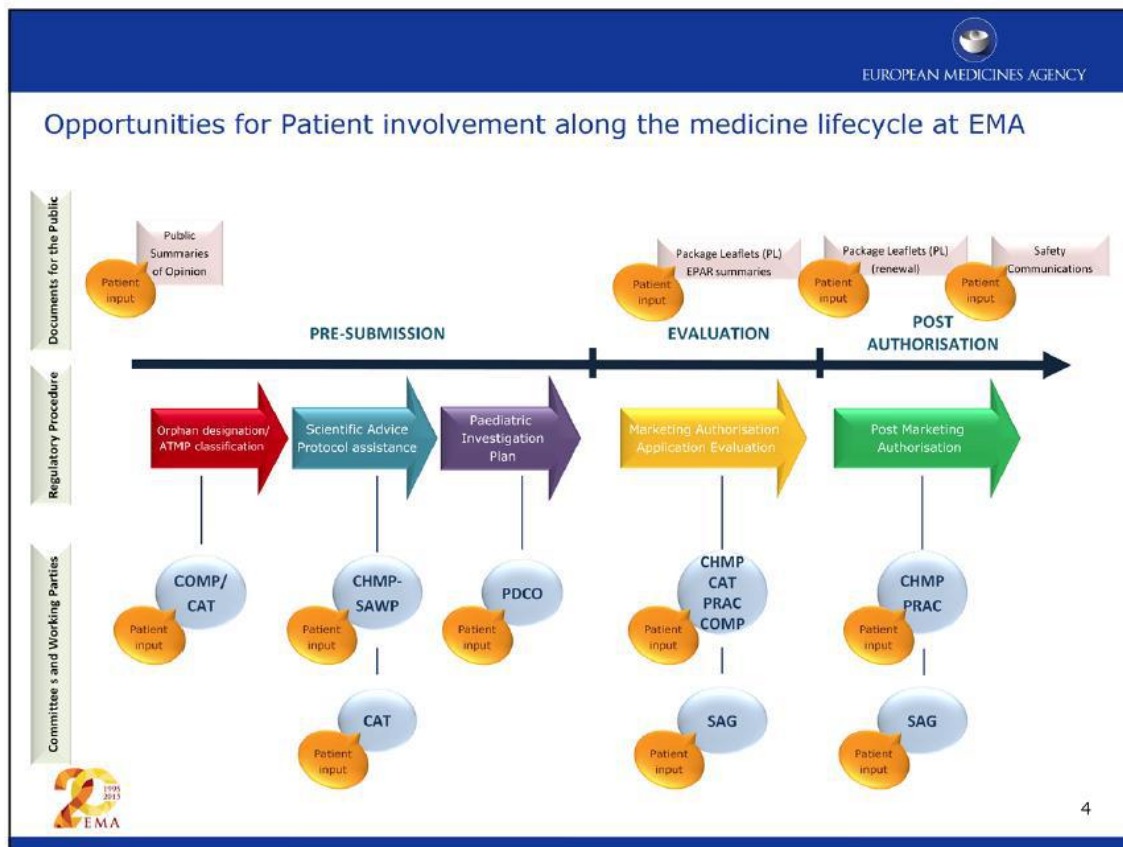 EUROPEAN MEDICINES AGENCY
Opportunities for Patient involvement along the medicine lifecycle at EMA
Documents for the Public
Public
Summaries
of Opinion
Patient
input
Package Leaflets (PL)
EPAR summaries
Patient
input
Package Leaflets (PL)
(renewal)
Patient
input
Safety
Communications
Patient
input
PRE-SUBMISSION
EVALUATION
POST
AUTHORISATION
Regulatory Procedure
Orphan designation/
ATMP classification
Scientific Advice
Protocol assistance
Paediatric
Investigation
Plan
Marketing Authorisation
Application Evaluation
Post Marketing
Authorisation
Committee s and Working Parties
COMP/
CAT
Patient
input
CHMP-
SAWP
Patient
input
PDCO
Patient
input
CHMP
CAT
PRAC
COMP
Patient
input
CHMP
PRAC
Patient
input
CAT
Patient
input
SAG
Patient
input
SAG
Patient
input
20
1995
2015
EMA
4